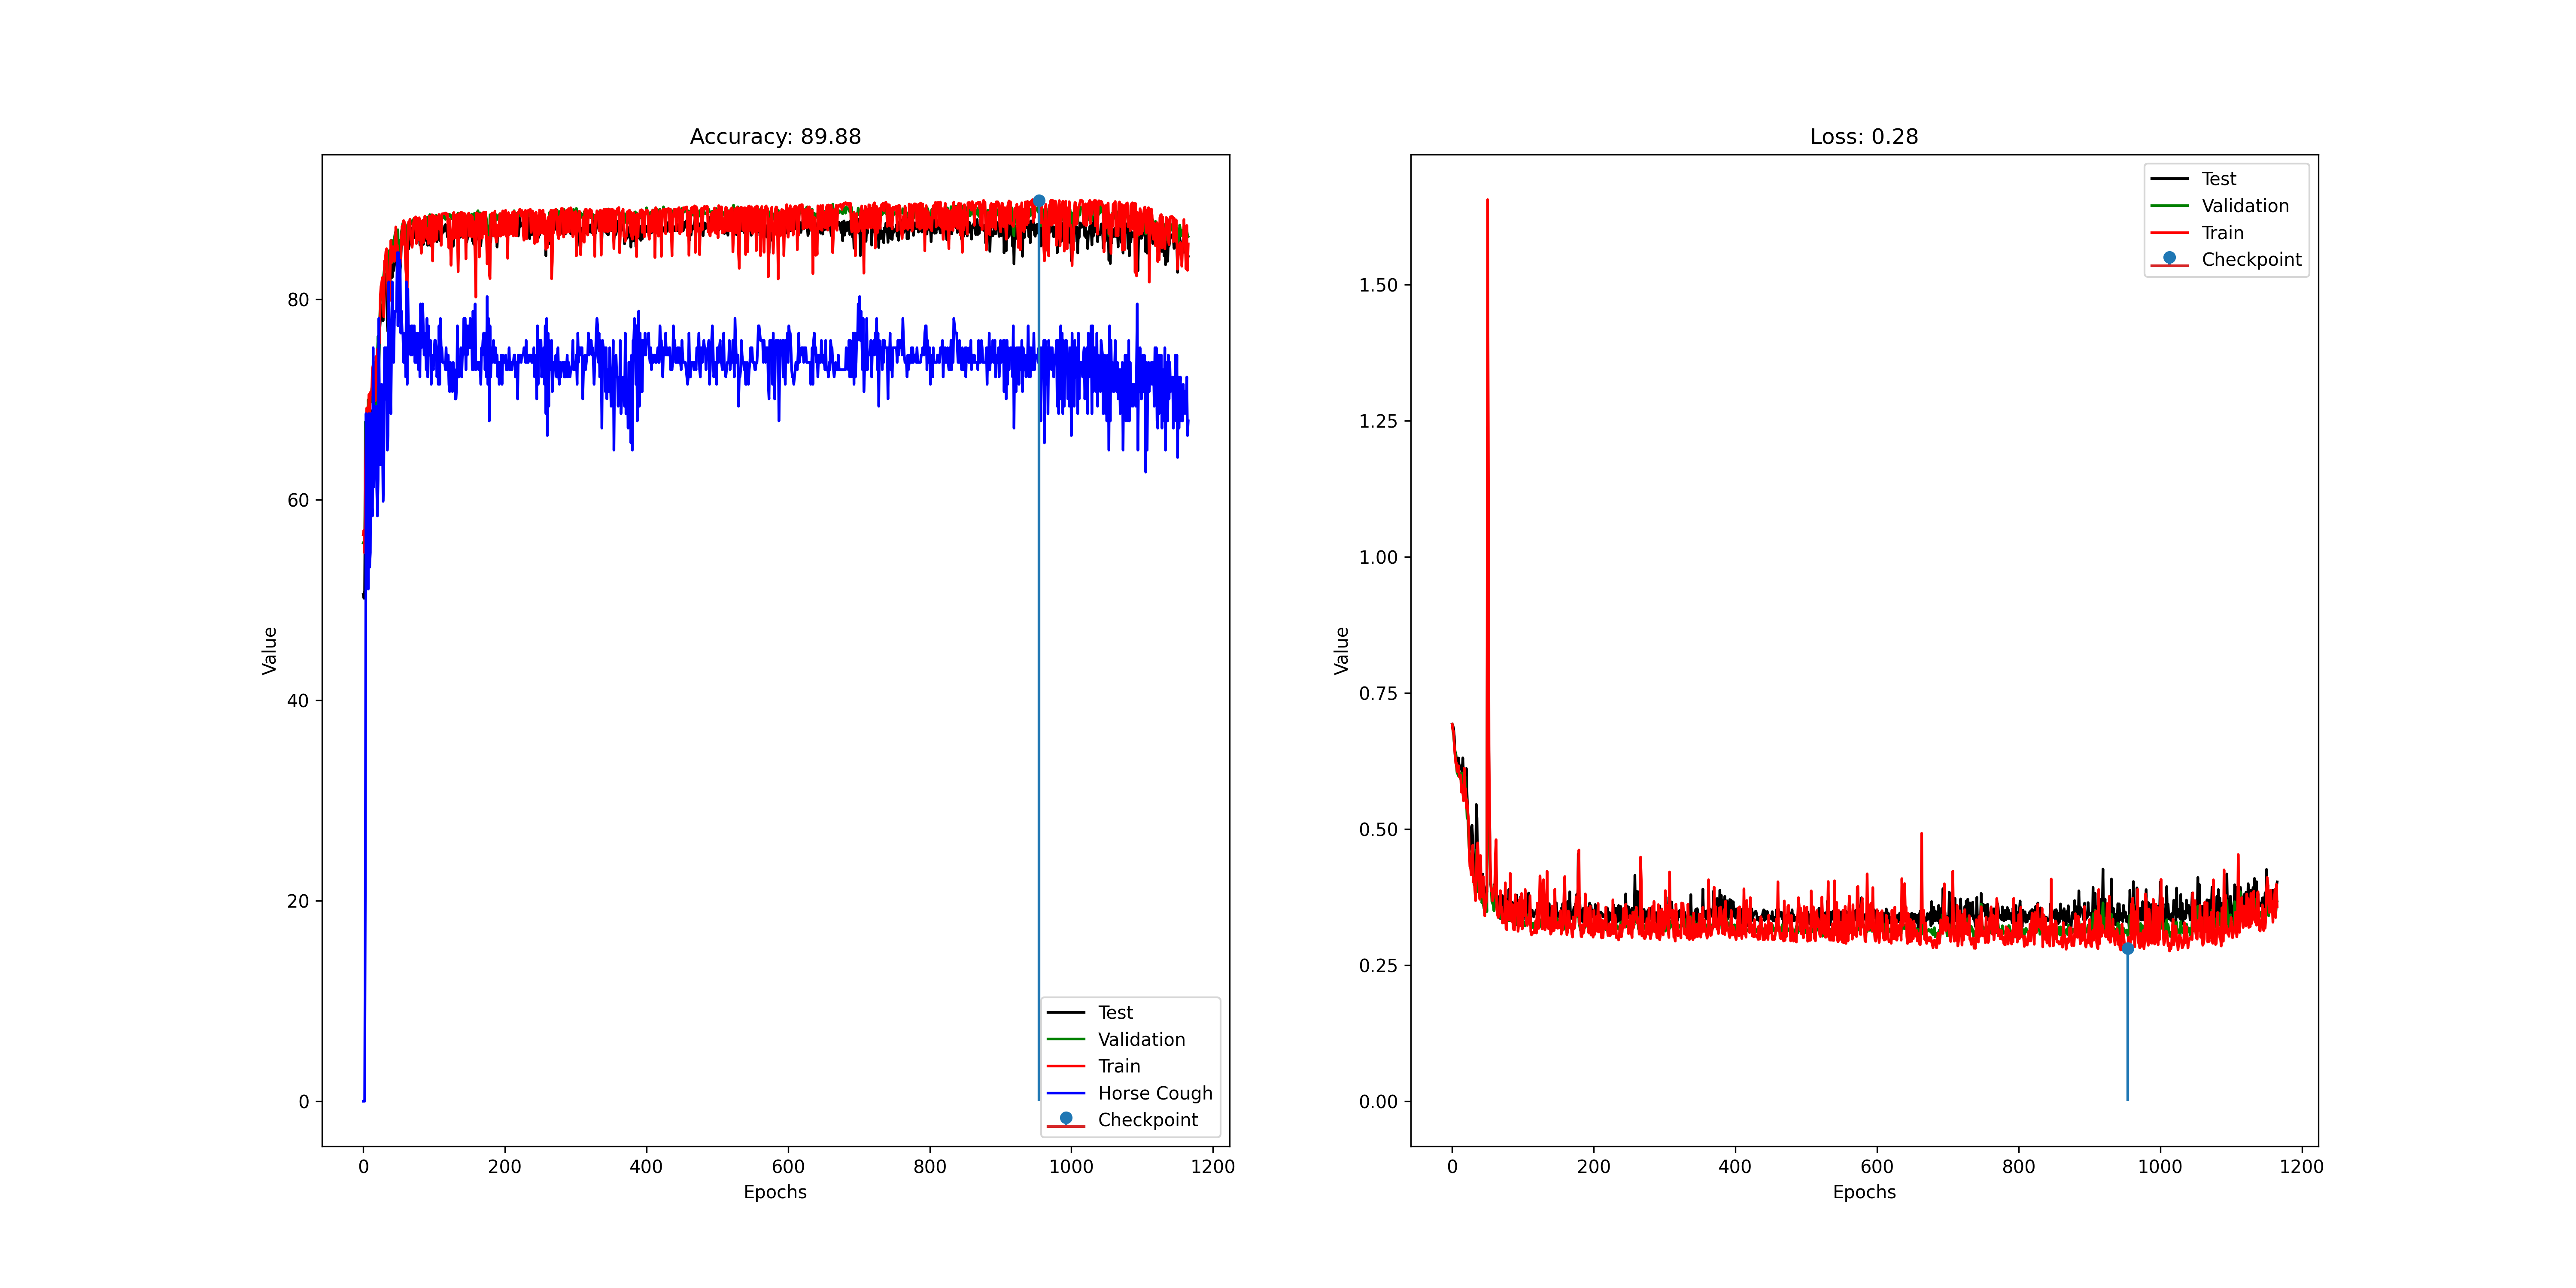 Accuracy: 89.88
Value
80
60
40
20
0
0 200 400 600 800 1000 1200
Epochs
Test
Validation
Train
Horse Cough
Checkpoint
Loss: 0.28
Value
1.50
1.25
1.00
0.75
0.50
0.25
0.00
0 200 400 600 800 1000 1200
Epochs
Test
Validation
Train
Checkpoint